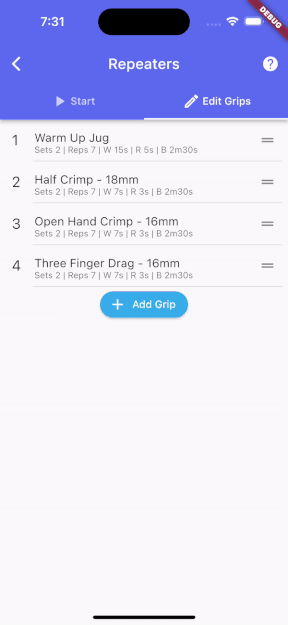 7:31
DEBUG
Repeaters
Start
Edit Grips
1 Warm Up Jug
Sets 2 | Reps 7 | W 15s | R 5s | B 2m30s
2 Half Crimp - 18mm
Sets 2 | Reps 7 | W 7s | R 3s | B 2m30s
3 Open Hand Crimp - 16mm
Sets 2 | Reps 7 | W 7s | R 3s | B 2m30s
4 Three Finger Drag - 16mm
Sets 2 | Reps 7 | W 7s | R 3s | B 2m30s
+ Add Grip